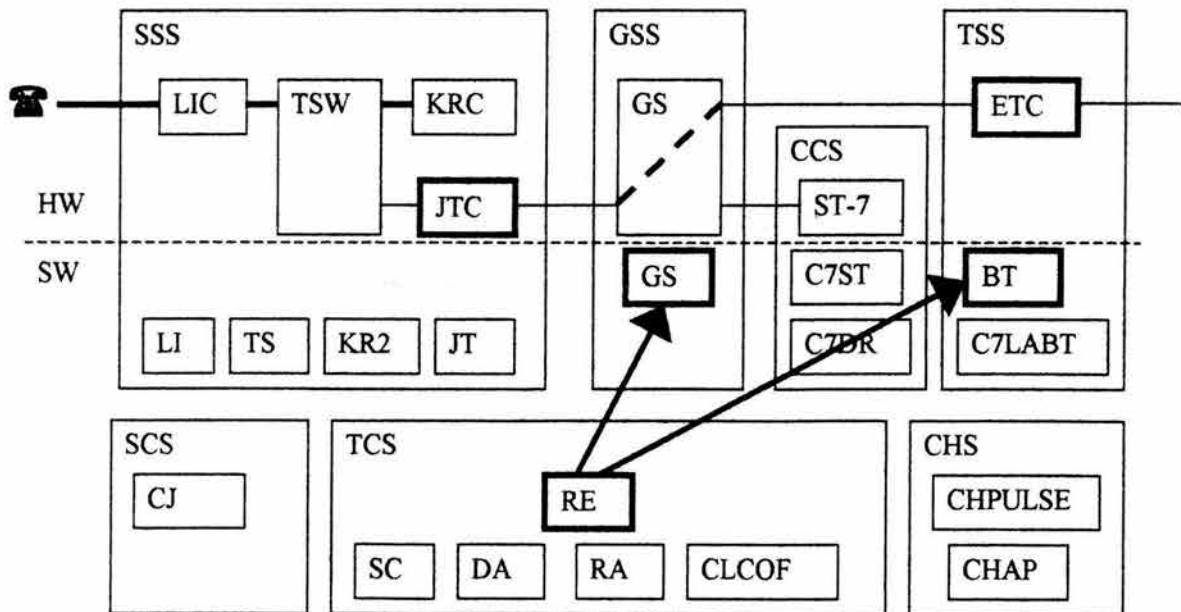 SSS
GSS
TSS
LIC
TSW
KRC
GS
ETC
CCS
HW
JTC
ST-7
SW
GS
C7ST
BT
LI
TS
KR2
JT
C7DR
C7LABT
SCS
TCS
CHS
CJ
RE
CHPULSE
SC
DA
RA
CLCOF
CHAP